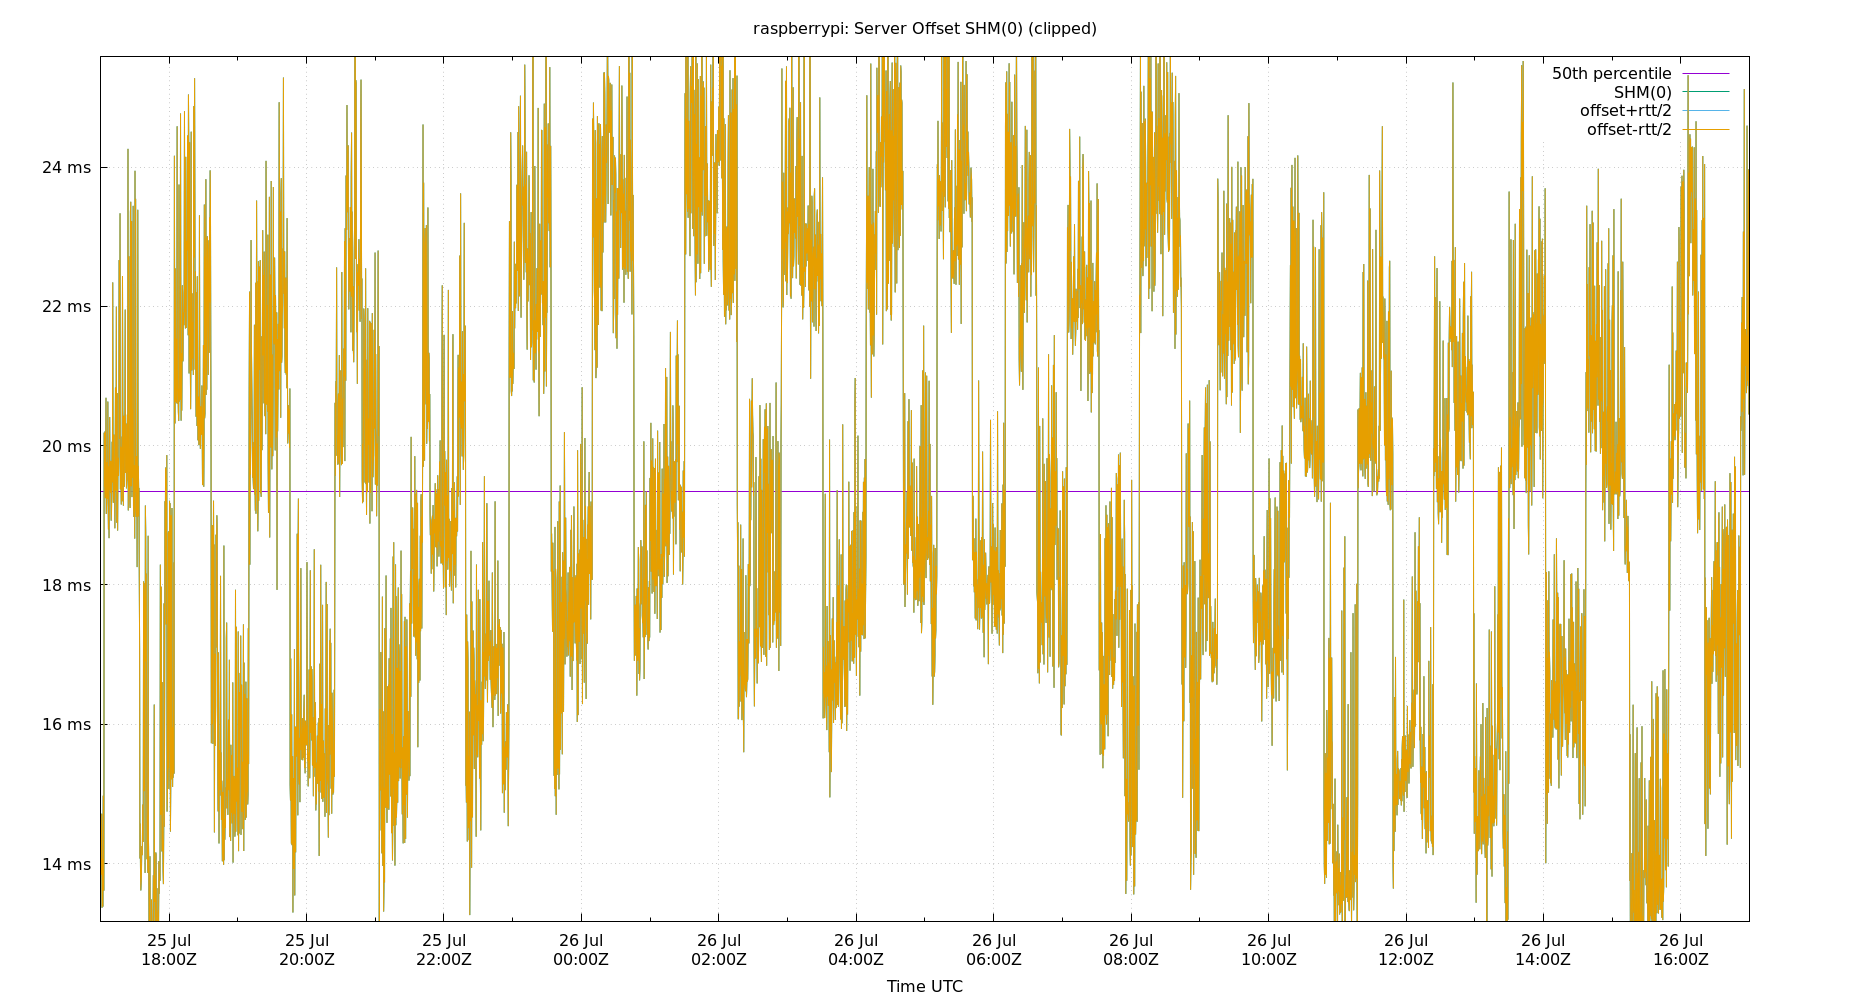 raspberrypi: Server Offset SHM(0) (clipped)
50th percentile
SHM(0)
offset+rtt/2
offset-rtt/2
24 ms
22 ms
20 ms
18 ms
16 ms
14 ms
25 Jul 25 Jul 25 Jul 26 Jul 26 Jul 26 Jul 26 Jul 26 Jul 26 Jul 26 Jul 26 Jul 26 Jul
18:00Z 20:00Z 22:00Z 00:00Z 02:00Z 04:00Z 06:00Z 08:00Z 10:00Z 12:00Z 14:00Z 16:00Z
Time UTC